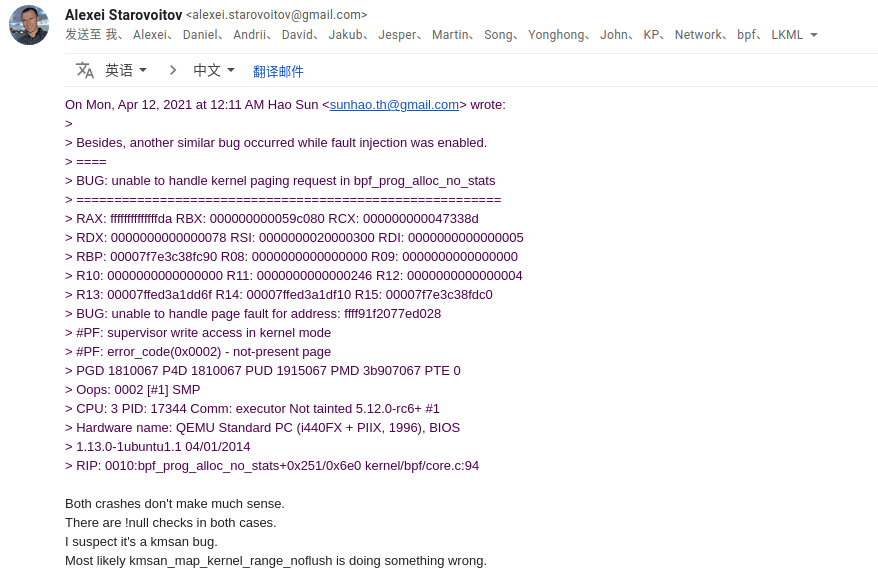 Alexei Starovoitov <alexei.starovoitov@gmail.com>
发送至 我、 Alexei、 Daniel、 Andrii、 David、 Jakub、 Jesper、 Martin、 Song、 Yonghong、 John、 KP、 Network、 bpf、 LKML
英语 > 中文 翻译邮件
On Mon, Apr 12, 2021 at 12:11 AM Hao Sun <sunhao.th@gmail.com> wrote:
>
> Besides, another similar bug occurred while fault injection was enabled.
> ====
> BUG: unable to handle kernel paging request in bpf_prog_alloc_no_stats
> ========================================================
> RAX: ffffffffffffffda RBX: 000000000059c080 RCX: 000000000047338d
> RDX: 0000000000000078 RSI: 0000000020000300 RDI: 0000000000000005
> RBP: 00007f7e3c38fc90 R08: 0000000000000000 R09: 0000000000000000
> R10: 0000000000000000 R11: 0000000000000246 R12: 0000000000000004
> R13: 00007ffed3a1dd6f R14: 00007ffed3a1df10 R15: 00007f7e3c38fdc0
> BUG: unable to handle page fault for address: ffff91f2077ed028
> #PF: supervisor write access in kernel mode
> #PF: error_code(0x0002) - not-present page
> PGD 1810067 P4D 1810067 PUD 1915067 PMD 3b907067 PTE 0
> Oops: 0002 [#1] SMP
> CPU: 3 PID: 17344 Comm: executor Not tainted 5.12.0-rc6+ #1
> Hardware name: QEMU Standard PC (i440FX + PIIX, 1996), BIOS
> 1.13.0-1ubuntu1.1 04/01/2014
> RIP: 0010:bpf_prog_alloc_no_stats+0x251/0x6e0 kernel/bpf/core.c:94
Both crashes don't make much sense.
There are !null checks in both cases.
I suspect it's a kmsan bug.
Most likely kmsan_map_kernel_range_noflush is doing something wrong.